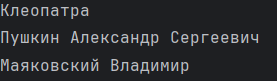 Клеопатра
Пушкин Александр Сергеевич
Маяковский Владимир